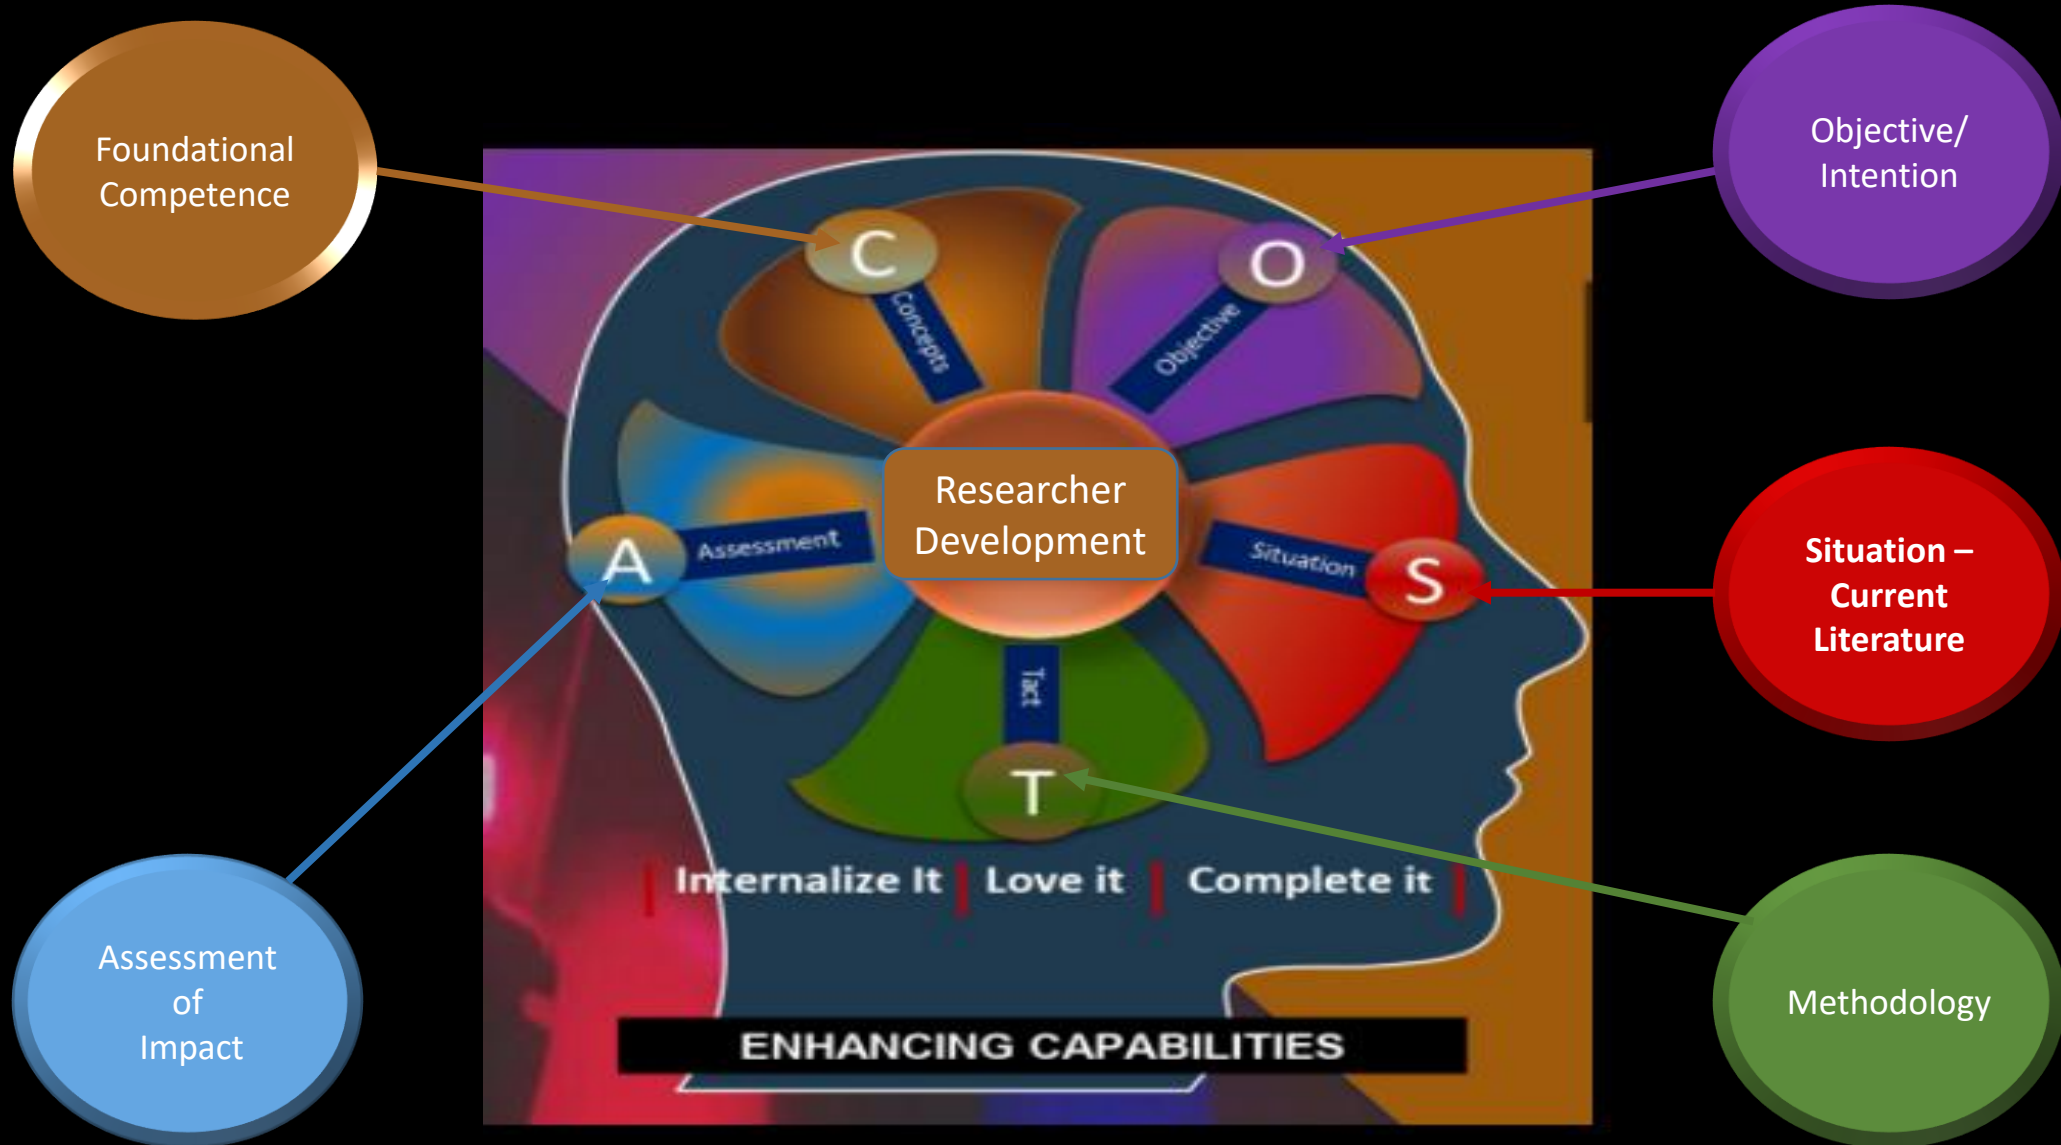 Foundational
Competence
Objective/
Intention
C
Concepts
O
Objective
Researcher
Development
A
Assessment
Situation
S
Situation –
Current
Literature
Tact
T
Internalize It | Love it | Complete it
Assessment
of
Impact
Methodology
ENHANCING CAPABILITIES